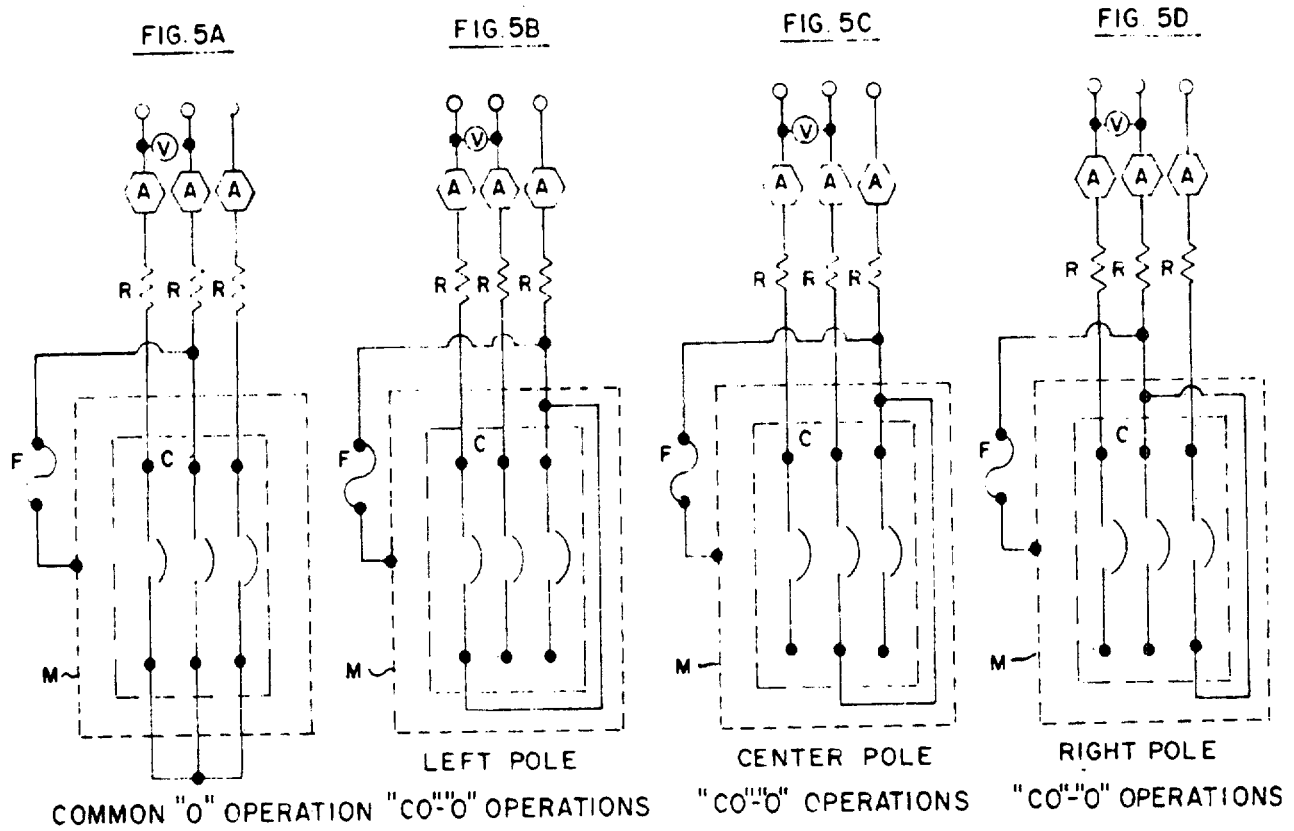 FIG. 5A
FIG. 5B
FIG. 5C
FIG. 5D
V V V V
A A A A A A A A A A A A
R R R R R R R R R R R R
C C C C
F F F F
M M M M
LEFT POLE
CENTER POLE
RIGHT POLE
COMMON "O" OPERATION
"CO"-"O" OPERATIONS
"CO"-"O" OPERATIONS
"CO"-"O" OPERATIONS